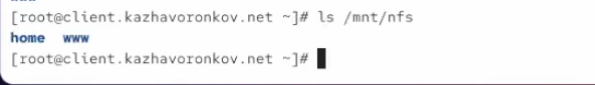 [root@client.kazhavoronkov.net ~]# ls /mnt/nfs
home  www
[root@client.kazhavoronkov.net ~]#